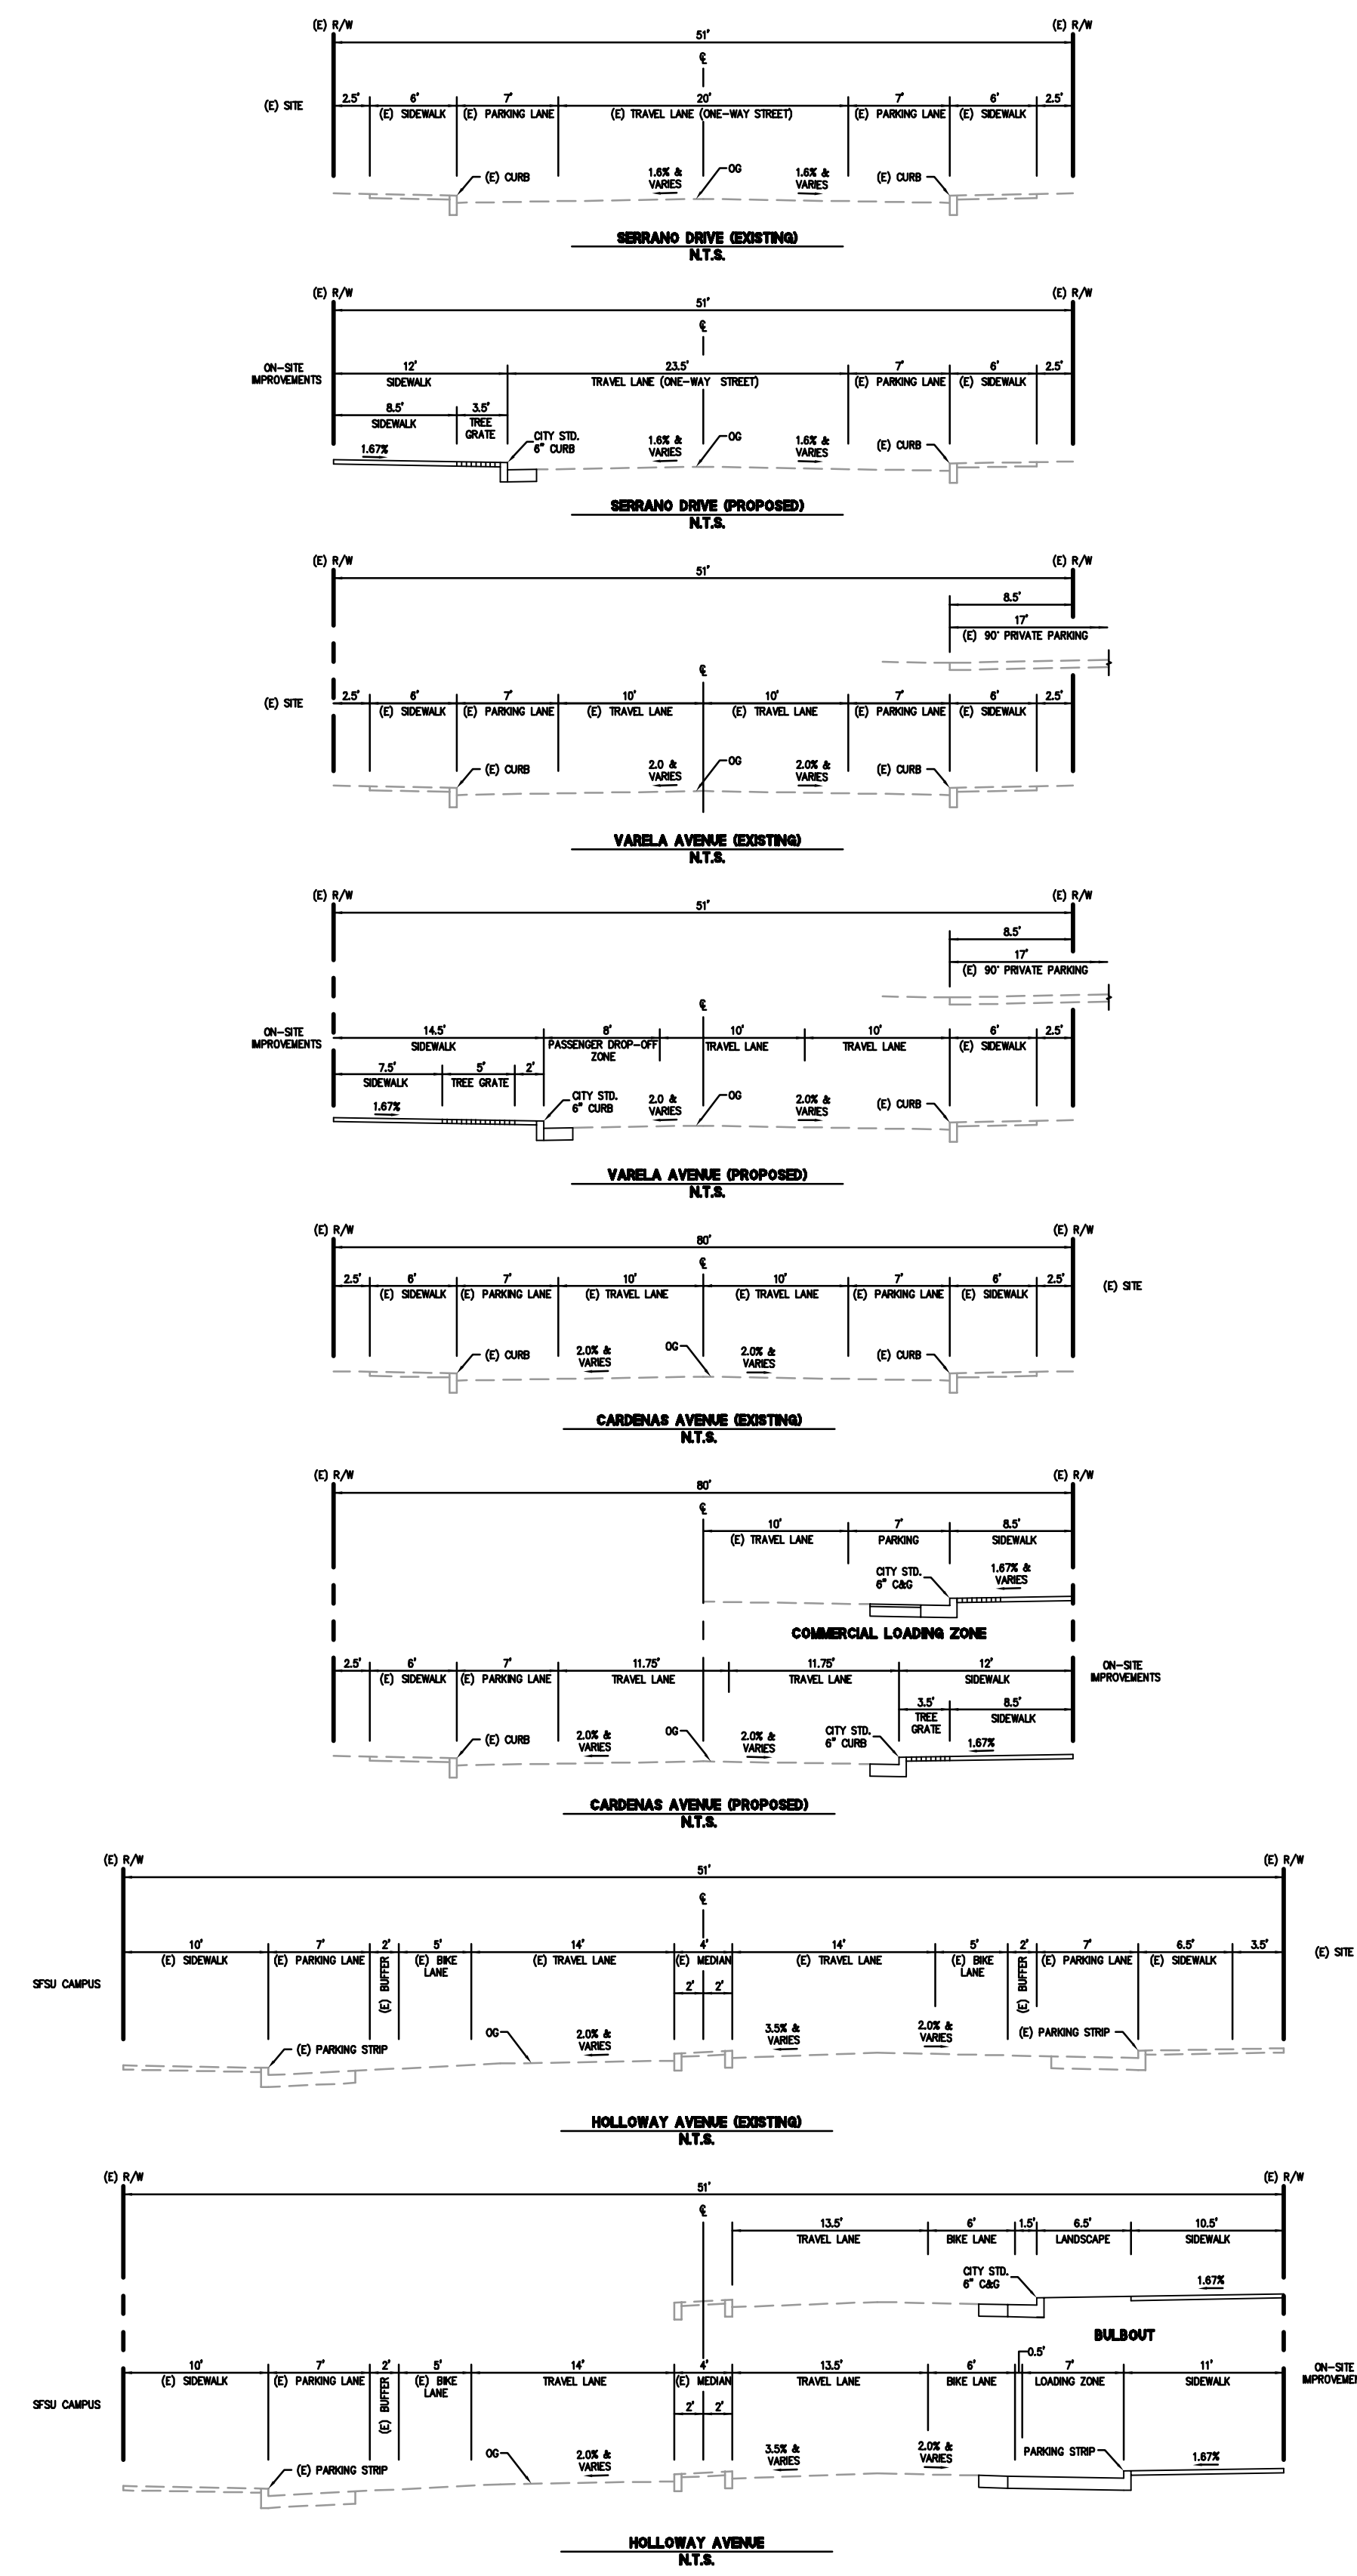 (E) R/W (E) R/W
51'
℄
(E) SITE 2.5' 6' 7' 20' 7' 6' 2.5'
(E) SIDEWALK (E) PARKING LANE (E) TRAVEL LANE (ONE-WAY STREET) (E) PARKING LANE (E) SIDEWALK
(E) CURB 1.6% & VARIES OG 1.6% & VARIES (E) CURB
SERRANO DRIVE (EXISTING)
N.T.S.
(E) R/W (E) R/W
51'
℄
ON-SITE
IMPROVEMENTS
12' 23.5' 7' 6' 2.5'
SIDEWALK TRAVEL LANE (ONE-WAY STREET) (E) PARKING LANE (E) SIDEWALK
8.5' 3.5'
SIDEWALK TREE GRATE
1.67% CITY STD. 6" CURB 1.6% & VARIES OG 1.6% & VARIES (E) CURB
SERRANO DRIVE (PROPOSED)
N.T.S.
(E) R/W (E) R/W
51'
8.5'
17'
(E) 90° PRIVATE PARKING
℄
(E) SITE 2.5' 6' 7' 10' 10' 7' 6' 2.5'
(E) SIDEWALK (E) PARKING LANE (E) TRAVEL LANE (E) TRAVEL LANE (E) PARKING LANE (E) SIDEWALK
(E) CURB 2.0 & VARIES OG 2.0% & VARIES (E) CURB
VARELA AVENUE (EXISTING)
N.T.S.
(E) R/W (E) R/W
51'
8.5'
17'
(E) 90° PRIVATE PARKING
℄
ON-SITE
IMPROVEMENTS
14.5' 8' 10' 10' 6' 2.5'
SIDEWALK PASSENGER DROP-OFF ZONE TRAVEL LANE TRAVEL LANE (E) SIDEWALK
7.5' 5' 2'
SIDEWALK TREE GRATE
1.67% CITY STD. 6" CURB 2.0 & VARIES OG 2.0% & VARIES (E) CURB
VARELA AVENUE (PROPOSED)
N.T.S.
(E) R/W (E) R/W
80'
℄
2.5' 6' 7' 10' 10' 7' 6' 2.5' (E) SITE
(E) SIDEWALK (E) PARKING LANE (E) TRAVEL LANE (E) TRAVEL LANE (E) PARKING LANE (E) SIDEWALK
(E) CURB 2.0% & VARIES OG 2.0% & VARIES (E) CURB
CARDENAS AVENUE (EXISTING)
N.T.S.
(E) R/W (E) R/W
80'
℄
10' 7' 8.5'
(E) TRAVEL LANE PARKING SIDEWALK
CITY STD. 6" C&G 1.67% & VARIES
COMMERCIAL LOADING ZONE
2.5' 6' 7' 11.75' 11.75' 12'
(E) SIDEWALK (E) PARKING LANE TRAVEL LANE TRAVEL LANE SIDEWALK
ON-SITE
IMPROVEMENTS
3.5' 8.5'
TREE GRATE SIDEWALK
(E) CURB 2.0% & VARIES OG 2.0% & VARIES CITY STD. 6" CURB 1.67%
CARDENAS AVENUE (PROPOSED)
N.T.S.
(E) R/W (E) R/W
51'
℄
10' 7' 2' 5' 14' 4' 14' 5' 2' 7' 6.5' 3.5' (E) SITE
(E) SIDEWALK (E) PARKING LANE (E) BUFFER (E) BIKE LANE (E) TRAVEL LANE (E) MEDIAN (E) TRAVEL LANE (E) BIKE LANE (E) BUFFER (E) PARKING LANE (E) SIDEWALK
SFSU CAMPUS 2' 2'
(E) PARKING STRIP OG 2.0% & VARIES 3.5% & VARIES 2.0% & VARIES (E) PARKING STRIP
HOLLOWAY AVENUE (EXISTING)
N.T.S.
(E) R/W (E) R/W
51'
℄
13.5' 6' 1.5' 6.5' 10.5'
TRAVEL LANE BIKE LANE LANDSCAPE SIDEWALK
CITY STD. 6" C&G 1.67%
BULBOUT
0.5'
10' 7' 2' 5' 14' 4' 13.5' 6' 7' 11'
(E) SIDEWALK (E) PARKING LANE (E) BUFFER (E) BIKE LANE TRAVEL LANE (E) MEDIAN TRAVEL LANE BIKE LANE LOADING ZONE SIDEWALK
ON-SITE
IMPROVEME
SFSU CAMPUS 2' 2'
(E) PARKING STRIP OG 2.0% & VARIES 3.5% & VARIES 2.0% & VARIES PARKING STRIP 1.67%
HOLLOWAY AVENUE
N.T.S.